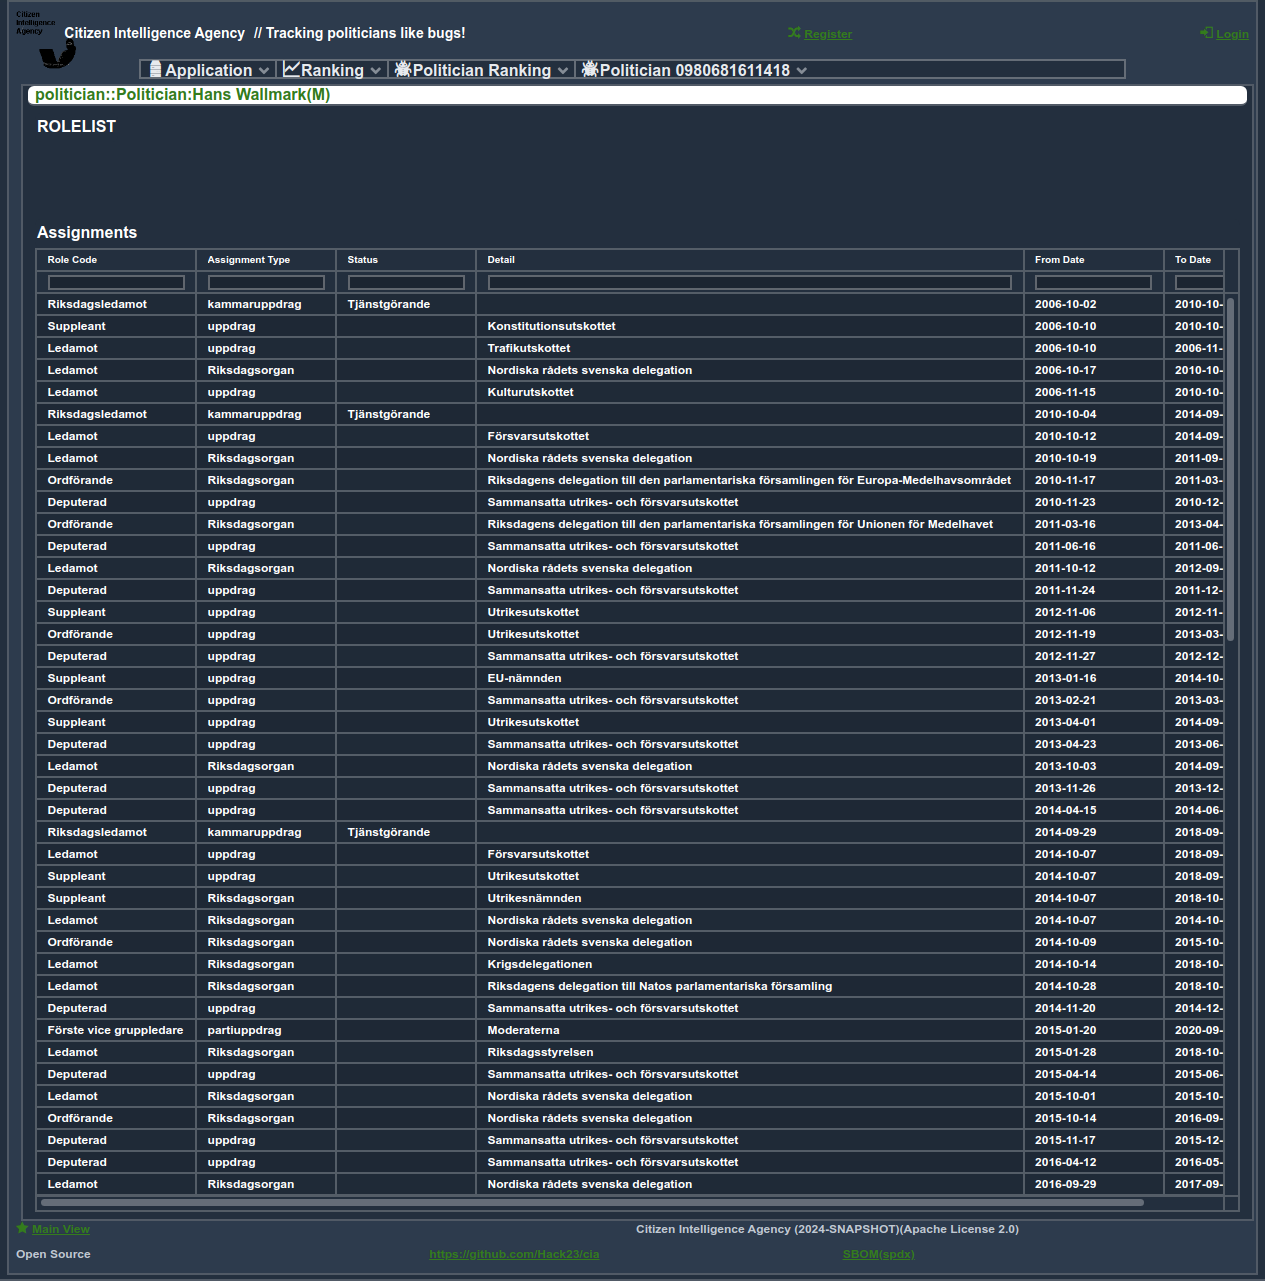 Citizen
Intelligence
Agency
Citizen Intelligence Agency // Tracking politicians like bugs!
Register
Login
Application Ranking Politician Ranking Politician 0980681611418
politician::Politician:Hans Wallmark(M)
ROLELIST
Assignments
Role Code Assignment Type Status Detail From Date To Date
Riksdagsledamot kammaruppdrag Tjänstgörande 2006-10-02 2010-10-
Suppleant uppdrag Konstitutionsutskottet 2006-10-10 2010-10-
Ledamot uppdrag Trafikutskottet 2006-10-10 2006-11-
Ledamot Riksdagsorgan Nordiska rådets svenska delegation 2006-10-17 2010-10-
Ledamot uppdrag Kulturutskottet 2006-11-15 2010-10-
Riksdagsledamot kammaruppdrag Tjänstgörande 2010-10-04 2014-09-
Ledamot uppdrag Försvarsutskottet 2010-10-12 2014-09-
Ledamot Riksdagsorgan Nordiska rådets svenska delegation 2010-10-19 2011-09-
Ordförande Riksdagsorgan Riksdagens delegation till den parlamentariska församlingen för Europa-Medelhavsområdet 2010-11-17 2011-03-
Deputerad uppdrag Sammansatta utrikes- och försvarsutskottet 2010-11-23 2010-12-
Ordförande Riksdagsorgan Riksdagens delegation till den parlamentariska församlingen för Unionen för Medelhavet 2011-03-16 2013-04-
Deputerad uppdrag Sammansatta utrikes- och försvarsutskottet 2011-06-16 2011-06-
Ledamot Riksdagsorgan Nordiska rådets svenska delegation 2011-10-12 2012-09-
Deputerad uppdrag Sammansatta utrikes- och försvarsutskottet 2011-11-24 2011-12-
Suppleant uppdrag Utrikesutskottet 2012-11-06 2012-11-
Ordförande uppdrag Utrikesutskottet 2012-11-19 2013-03-
Deputerad uppdrag Sammansatta utrikes- och försvarsutskottet 2012-11-27 2012-12-
Suppleant uppdrag EU-nämnden 2013-01-16 2014-10-
Ordförande uppdrag Sammansatta utrikes- och försvarsutskottet 2013-02-21 2013-03-
Suppleant uppdrag Utrikesutskottet 2013-04-01 2014-09-
Deputerad uppdrag Sammansatta utrikes- och försvarsutskottet 2013-04-23 2013-06-
Ledamot Riksdagsorgan Nordiska rådets svenska delegation 2013-10-03 2014-09-
Deputerad uppdrag Sammansatta utrikes- och försvarsutskottet 2013-11-26 2013-12-
Deputerad uppdrag Sammansatta utrikes- och försvarsutskottet 2014-04-15 2014-06-
Riksdagsledamot kammaruppdrag Tjänstgörande 2014-09-29 2018-09-
Ledamot uppdrag Försvarsutskottet 2014-10-07 2018-09-
Suppleant uppdrag Utrikesutskottet 2014-10-07 2018-09-
Suppleant Riksdagsorgan Utrikesnämnden 2014-10-07 2018-10-
Ledamot Riksdagsorgan Nordiska rådets svenska delegation 2014-10-07 2014-10-
Ordförande Riksdagsorgan Nordiska rådets svenska delegation 2014-10-09 2015-10-
Ledamot Riksdagsorgan Krigsdelegationen 2014-10-14 2018-10-
Ledamot Riksdagsorgan Riksdagens delegation till Natos parlamentariska församling 2014-10-28 2018-10-
Deputerad uppdrag Sammansatta utrikes- och försvarsutskottet 2014-11-20 2014-12-
Förste vice gruppledare partiuppdrag Moderaterna 2015-01-20 2020-09-
Ledamot Riksdagsorgan Riksdagsstyrelsen 2015-01-28 2018-10-
Deputerad uppdrag Sammansatta utrikes- och försvarsutskottet 2015-04-14 2015-06-
Ledamot Riksdagsorgan Nordiska rådets svenska delegation 2015-10-01 2015-10-
Ordförande Riksdagsorgan Nordiska rådets svenska delegation 2015-10-14 2016-09-
Deputerad uppdrag Sammansatta utrikes- och försvarsutskottet 2015-11-17 2015-12-
Deputerad uppdrag Sammansatta utrikes- och försvarsutskottet 2016-04-12 2016-05-
Ledamot Riksdagsorgan Nordiska rådets svenska delegation 2016-09-29 2017-09-
Main View Citizen Intelligence Agency (2024-SNAPSHOT)(Apache License 2.0)
Open Source https://github.com/Hack23/cia SBOM(spdx)